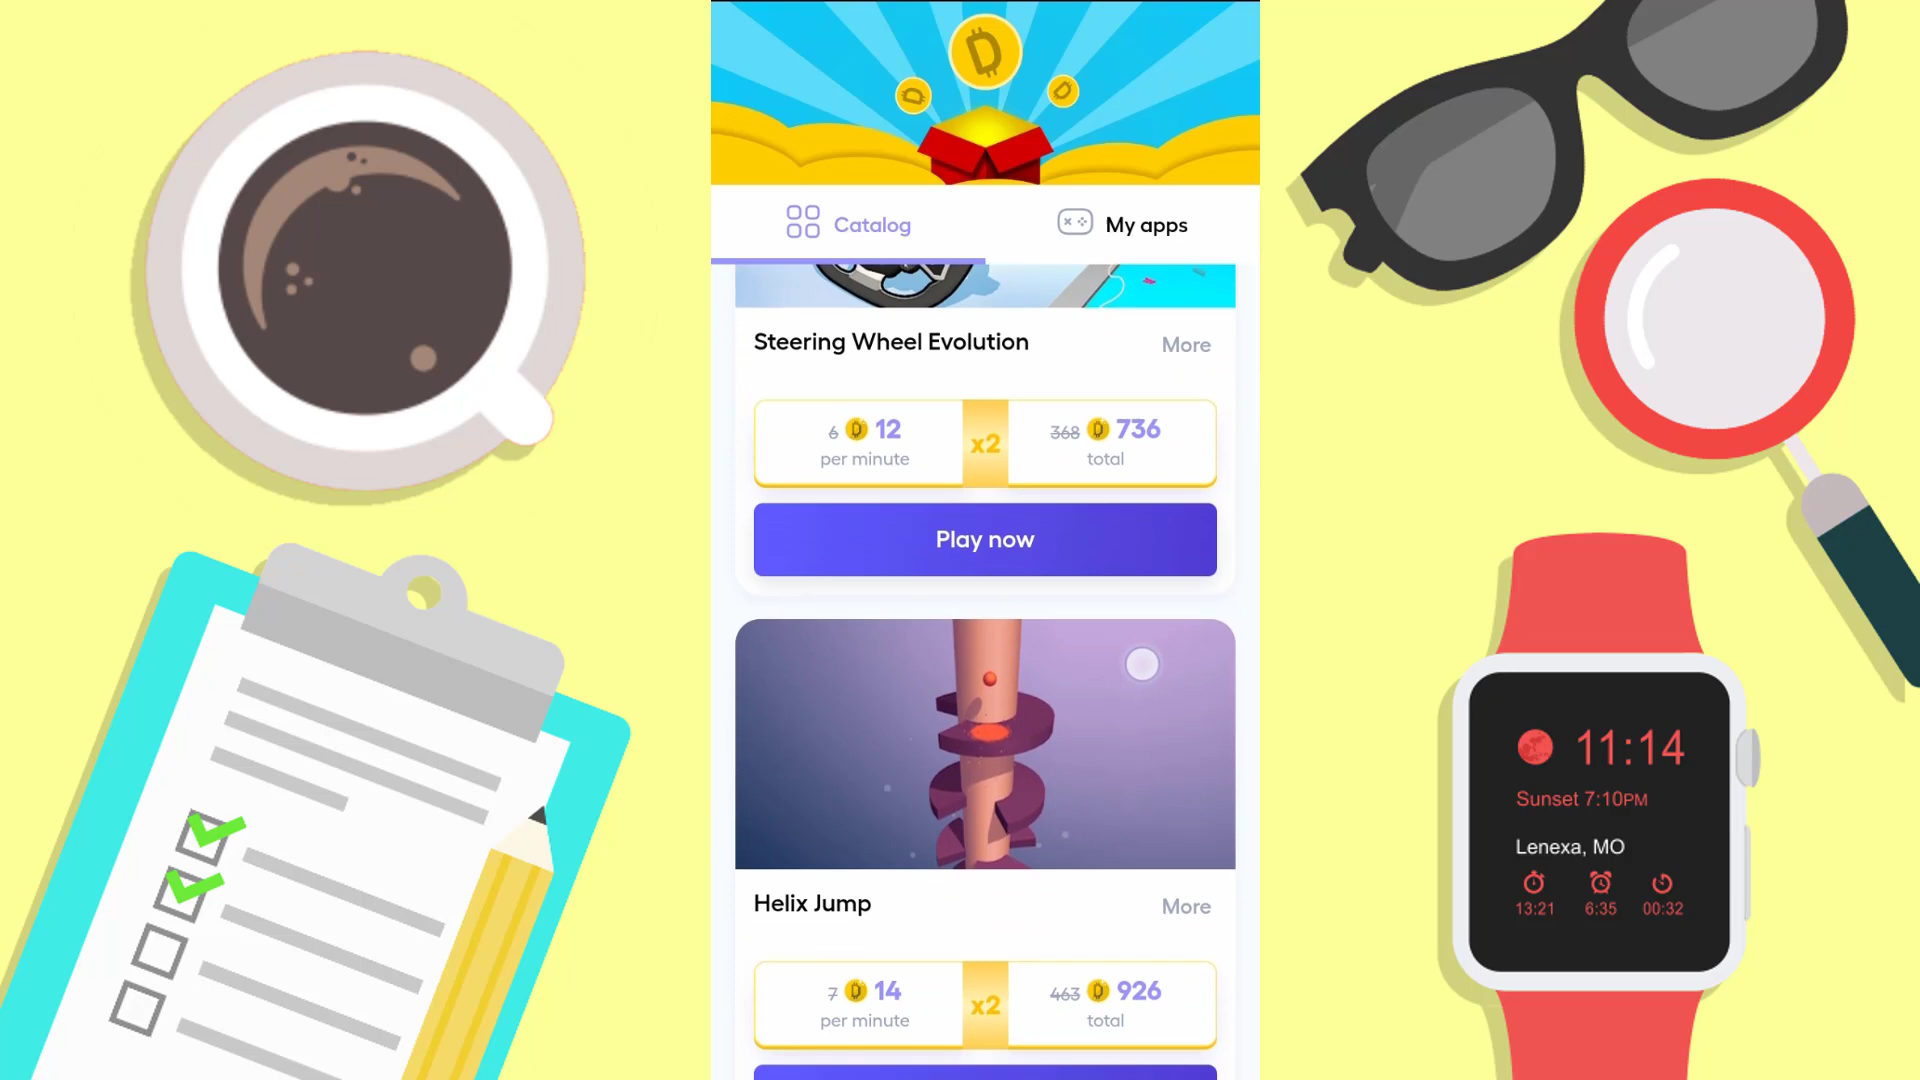 Catalog
My apps
Steering Wheel Evolution
More
6 12
per minute
x2
368 736
total
Play now
Helix Jump
More
7 14
per minute
x2
463 926
total
11:14
Sunset 7:10PM
Lenexa, MO
13:21 6:35 00:32